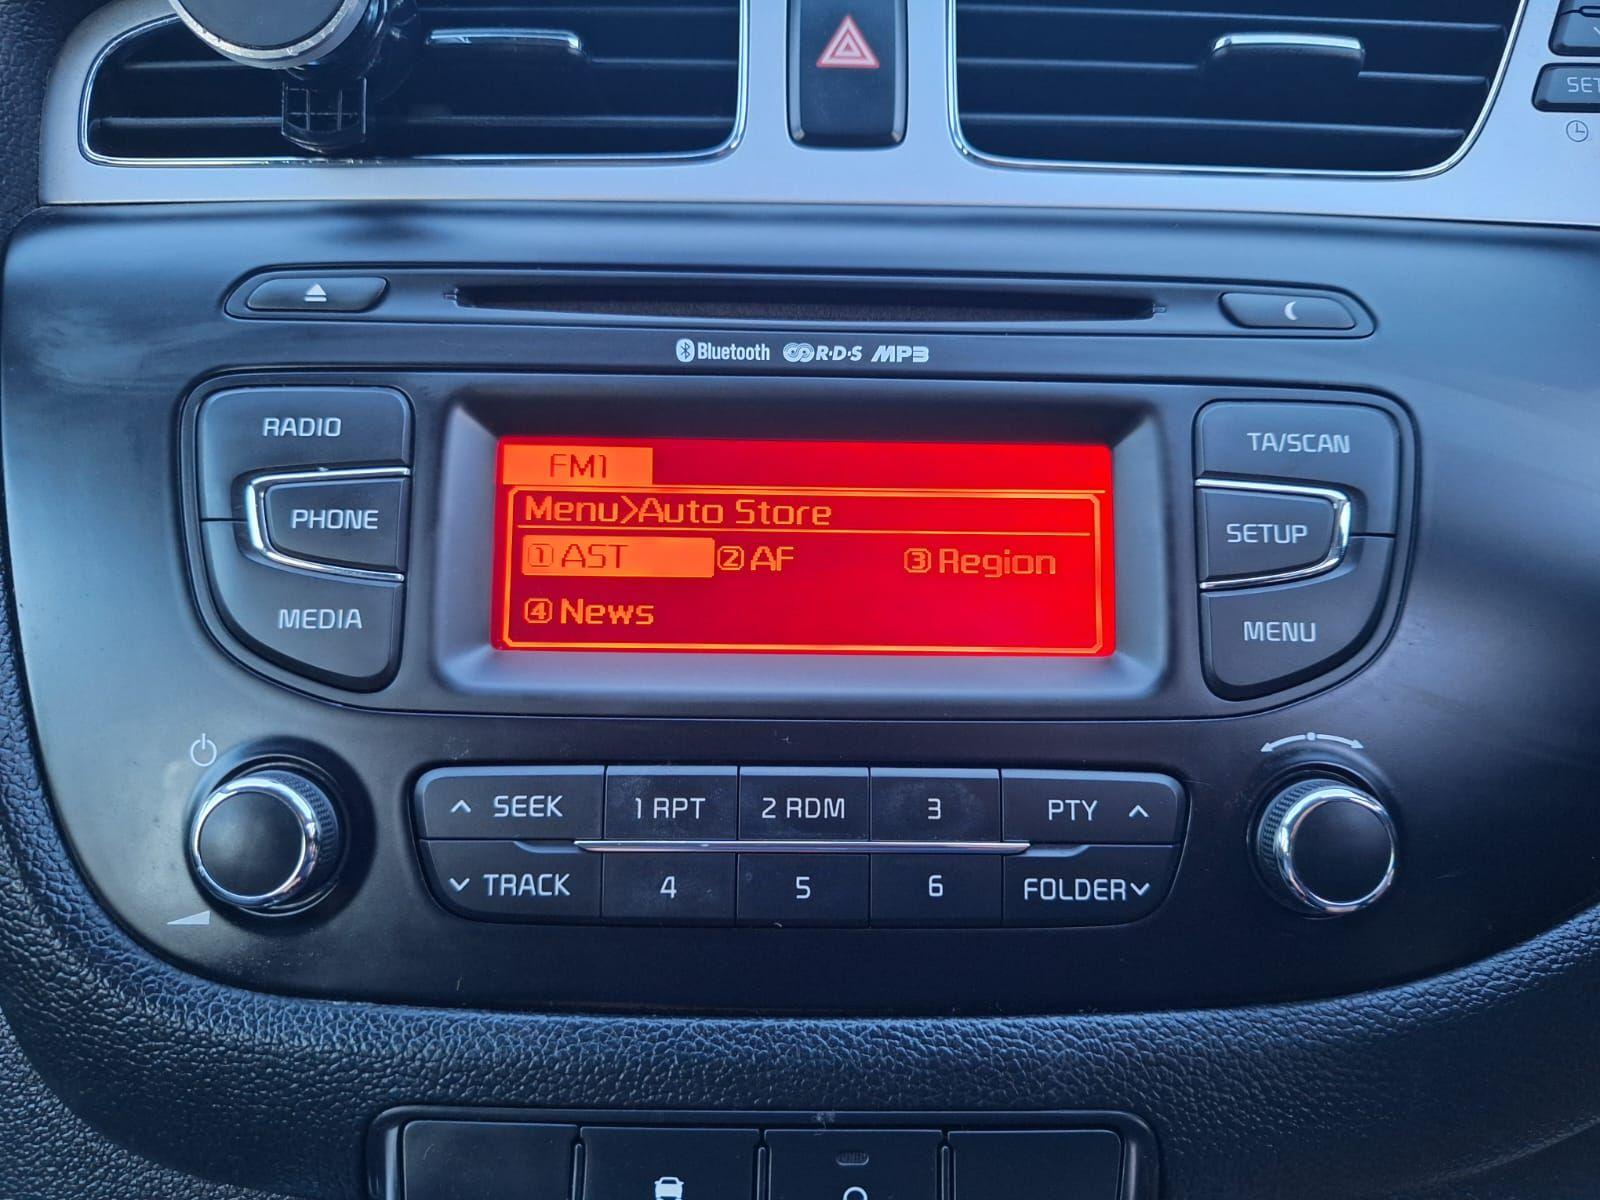 SET
Bluetooth R·D·S MP3
RADIO
PHONE
MEDIA
FM1
Menu>Auto Store
①AST ②AF ③Region
④News
TA/SCAN
SETUP
MENU
SEEK 1 RPT 2 RDM 3 PTY
TRACK 4 5 6 FOLDER